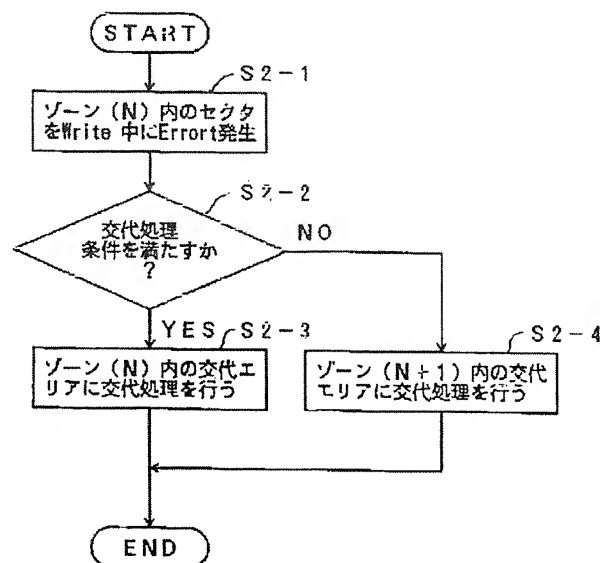 START
S2-1
ゾーン(N)内のセクタ
をWrite 中にErrort発生
S2-2
交代処理
条件を満たすか
?
NO
YES
S2-3
S2-4
ゾーン(N)内の交代エ
リアに交代処理を行う
ゾーン(N+1)内の交代
エリアに交代処理を行う
END